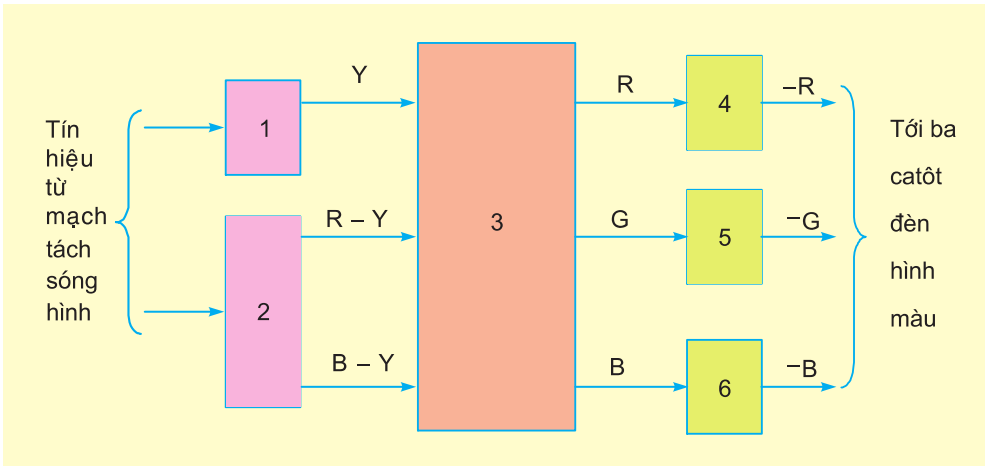 Tín
hiệu
từ
mạch
tách
sóng
hình
1
2
Y
R – Y
B – Y
3
R
G
B
4
5
6
–R
–G
–B
Tới ba
catôt
đèn
hình
màu